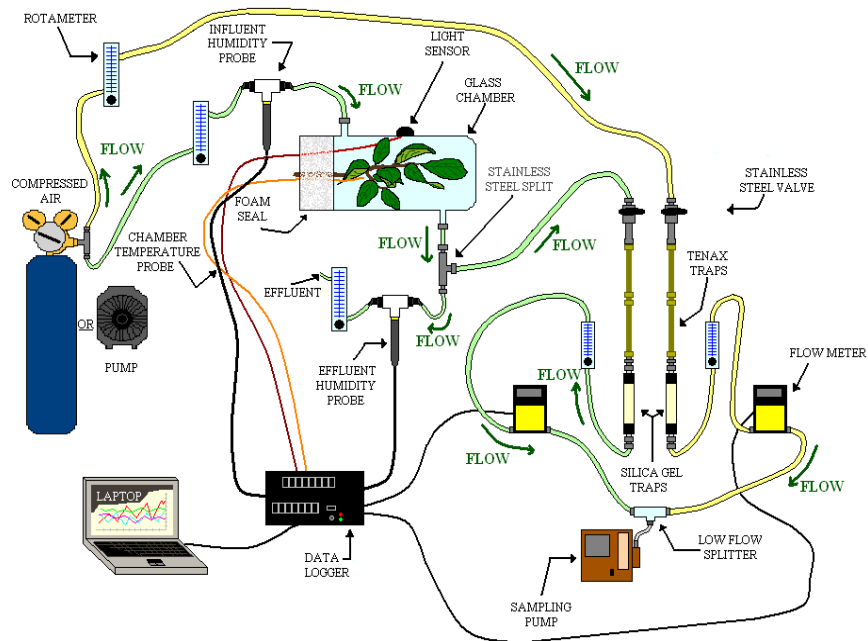 ROTAMETER
INFLUENT
HUMIDITY
PROBE
LIGHT
SENSOR
GLASS
CHAMBER
FLOW
FLOW
FLOW
COMPRESSED
AIR
STAINLESS
STEEL SPLIT
STAINLESS
STEEL VALVE
FOAM
SEAL
CHAMBER
TEMPERATURE
PROBE
FLOW
FLOW
TENAX
TRAPS
EFFLUENT
OR
PUMP
FLOW
EFFLUENT
HUMIDITY
PROBE
FLOW METER
FLOW
FLOW
SILICA GEL
TRAPS
FLOW
LAPTOP
DATA
LOGGER
LOW FLOW
SPLITTER
SAMPLING
PUMP